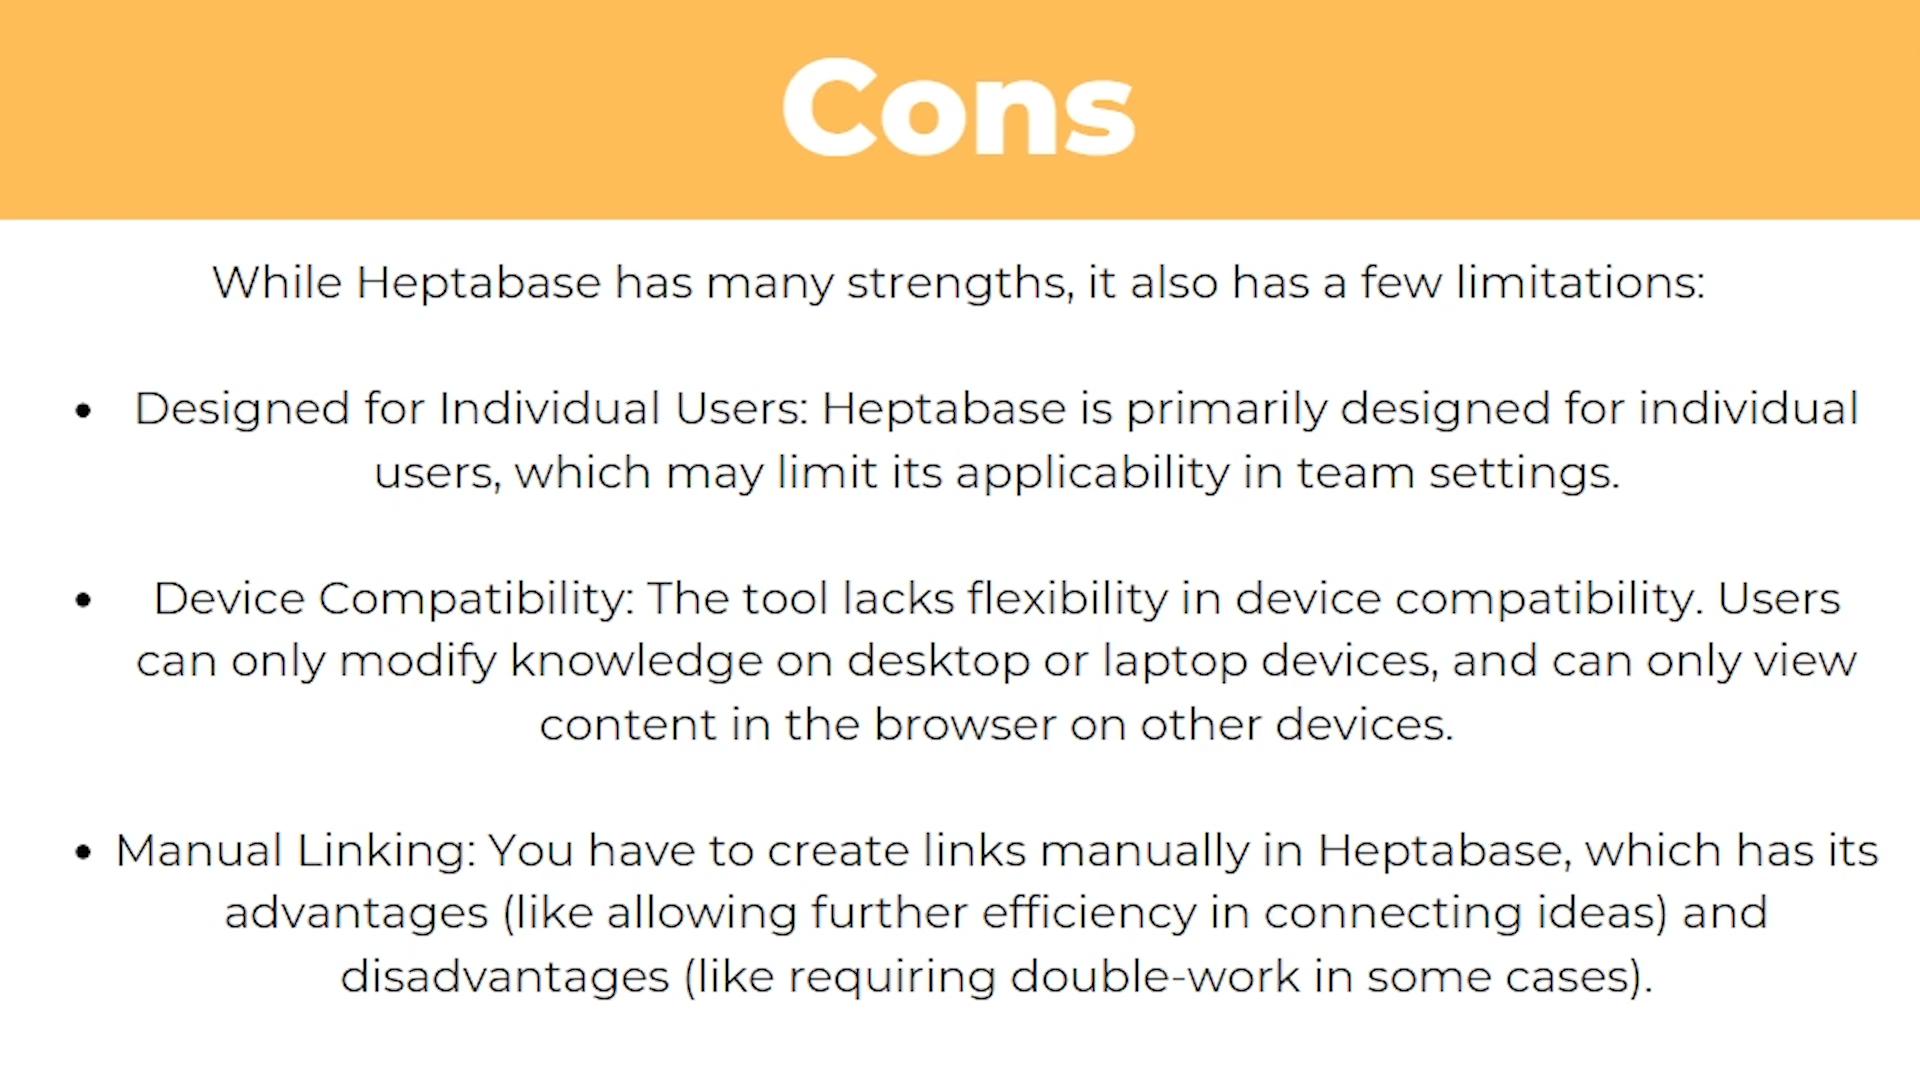 Cons
While Heptabase has many strengths, it also has a few limitations:
• Designed for Individual Users: Heptabase is primarily designed for individual
users, which may limit its applicability in team settings.
• Device Compatibility: The tool lacks flexibility in device compatibility. Users
can only modify knowledge on desktop or laptop devices, and can only view
content in the browser on other devices.
• Manual Linking: You have to create links manually in Heptabase, which has its
advantages (like allowing further efficiency in connecting ideas) and
disadvantages (like requiring double-work in some cases).